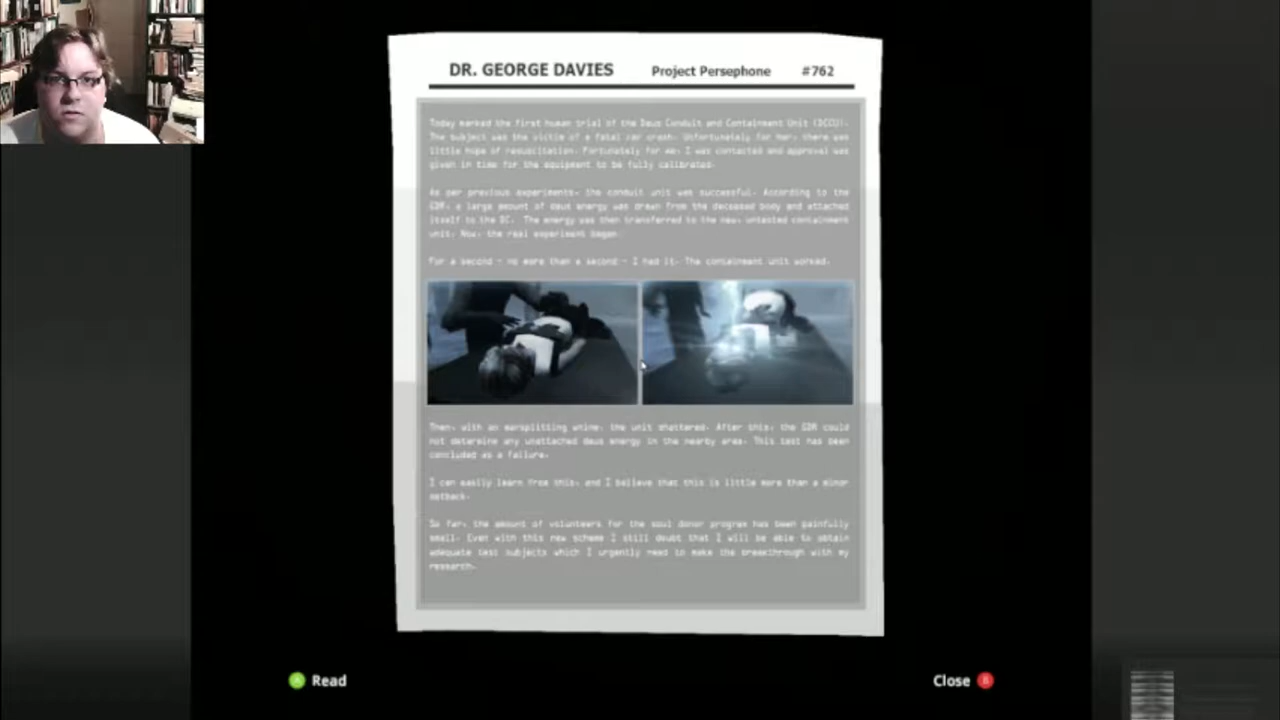 DR. GEORGE DAVIES Project Persephone #762
Today marked the first human trial of the Deus Conduit and Containment Unit (DCCU).
The subject was the victim of a fatal car crash. Unfortunately for her, there was
little hope of resuscitation. Fortunately for me, I was contacted and approval was
given in time for the equipment to be fully calibrated.
As per previous experiments, the conduit unit was successful. According to the
EDM, a large amount of deus energy was drawn from the deceased body and attached
itself to the DC. The energy was then transferred to the new, untested containment
unit. Now, the real experiment began.
For a second - no more than a second - I had it. The containment unit worked.
Then, with an earsplitting whine, the unit shattered. After this, the EDM could
not determine any unattached deus energy in the nearby area. This test has been
concluded as a failure.
I can easily learn from this, and I believe that this is little more than a minor
setback.
So far, the amount of volunteers for the soul donor program has been painfully
small. Even with this new scheme I still doubt that I will be able to obtain
adequate test subjects which I urgently need to make the breakthrough with my
research.
A Read Close B